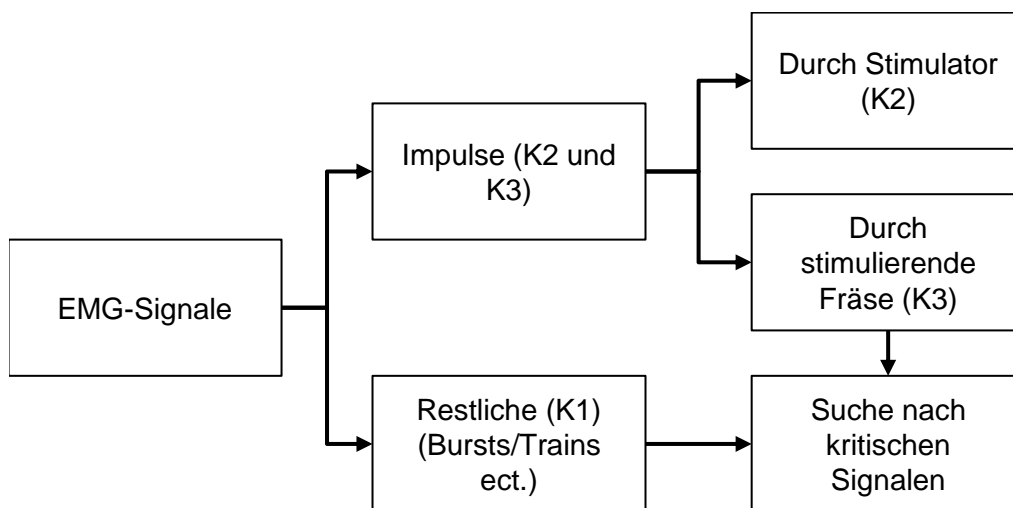 EMG-Signale
Impulse (K2 und
K3)
Restliche (K1)
(Bursts/Trains
ect.)
Durch Stimulator
(K2)
Durch
stimulierende
Fräse (K3)
Suche nach
kritischen
Signalen